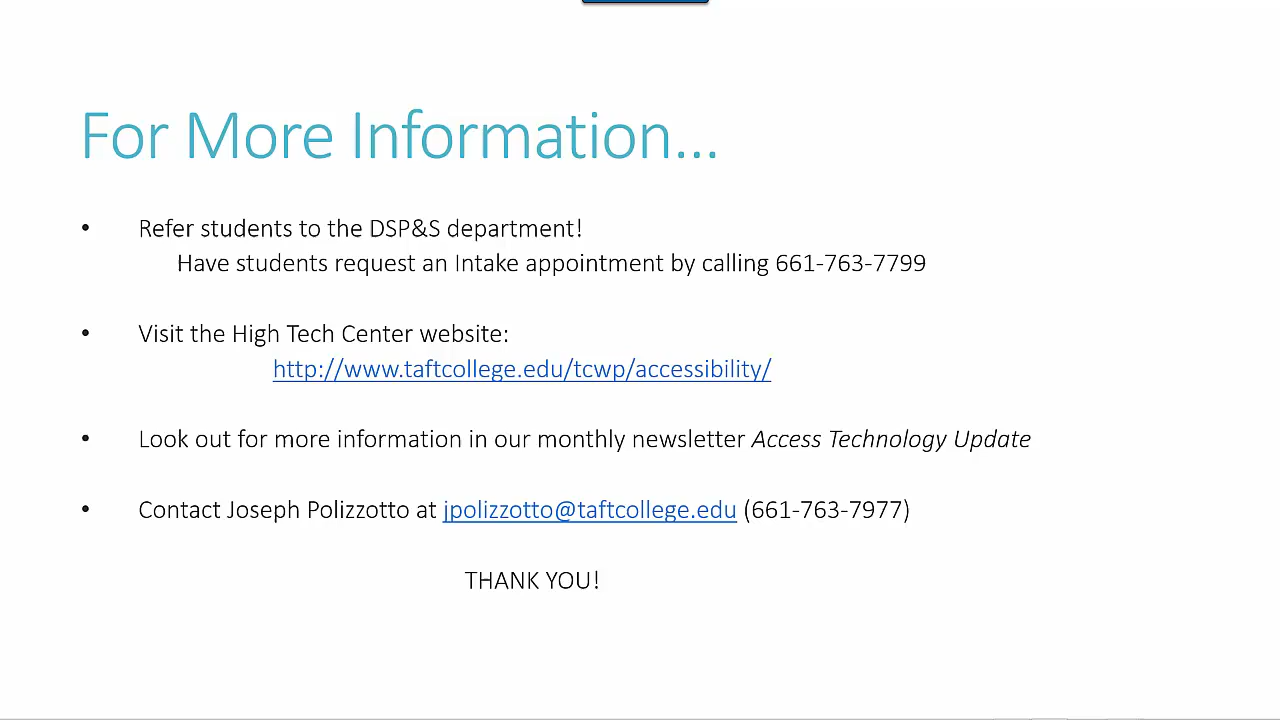 For More Information...
• Refer students to the DSP&S department!
Have students request an Intake appointment by calling 661-763-7799
• Visit the High Tech Center website:
http://www.taftcollege.edu/tcwp/accessibility/
• Look out for more information in our monthly newsletter Access Technology Update
• Contact Joseph Polizzotto at jpolizzotto@taftcollege.edu (661-763-7977)
THANK YOU!